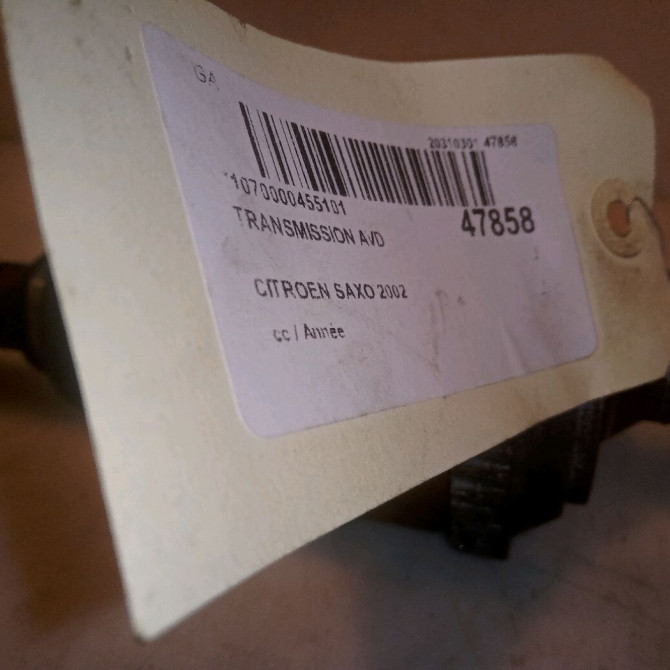 GA
20310301 47858
*1070000455101
47858
TRANSMISSION AVD
CITROEN SAXO 2002
cc / Année